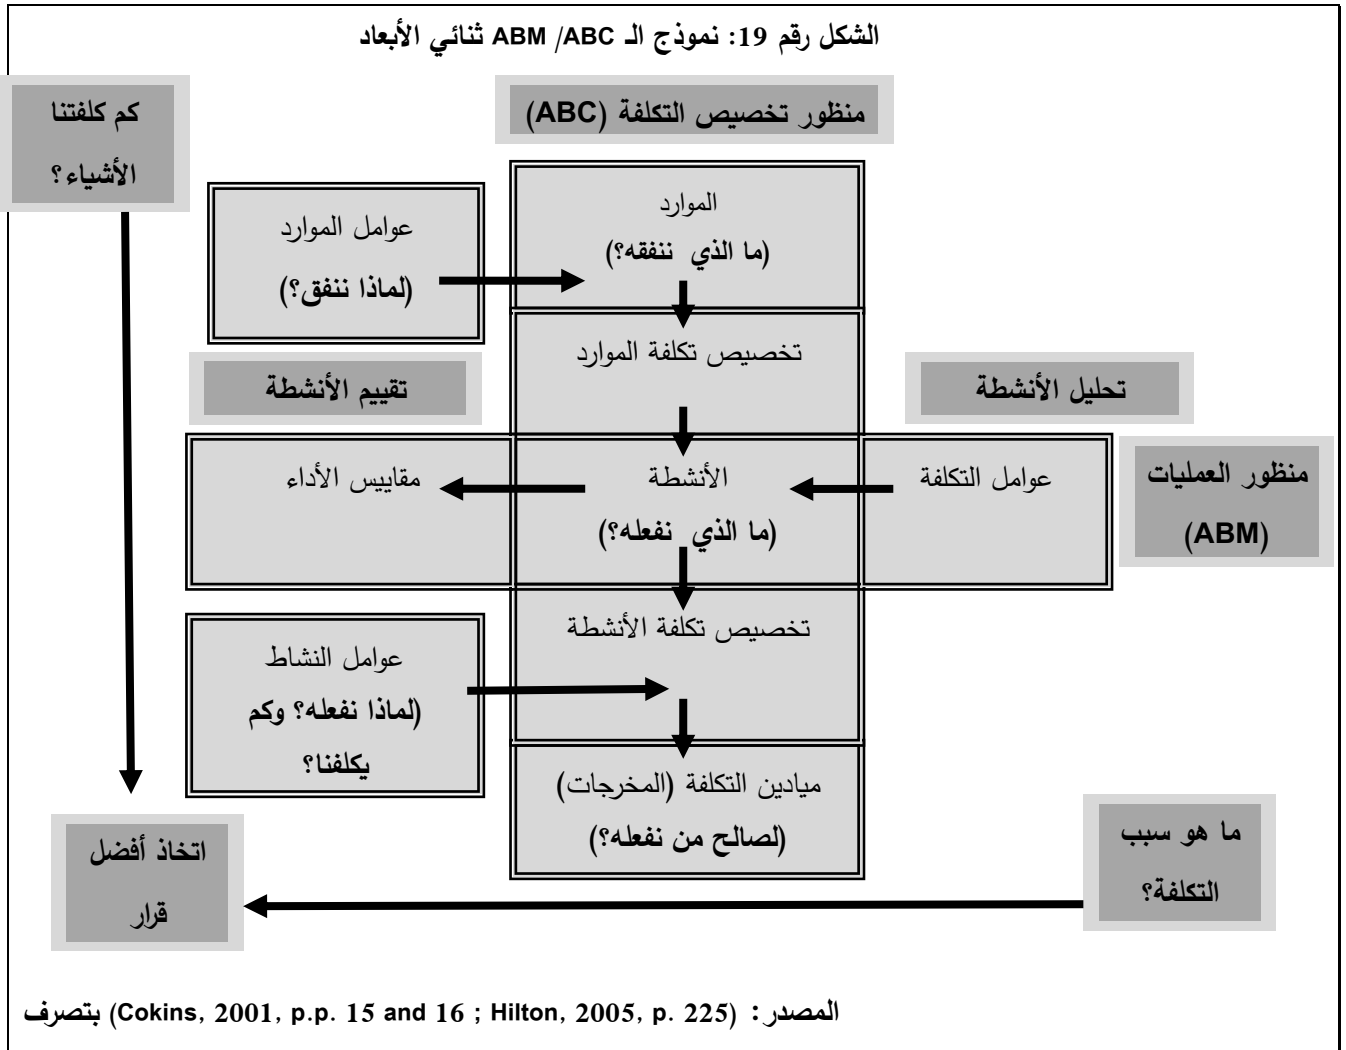 الشكل رقم 19: نموذج الـ ABM /ABC ثنائي الأبعاد
منظور تخصيص التكلفة (ABC)
كم كلفتنا
الأشياء؟
الموارد
(ما الذي ننفقه؟)
عوامل الموارد
(لماذا ننفق؟)
تخصيص تكلفة الموارد
تحليل الأنشطة
تقييم الأنشطة
منظور العمليات
(ABM)
عوامل التكلفة
الأنشطة
(ما الذي نفعله؟)
مقاييس الأداء
تخصيص تكلفة الأنشطة
عوامل النشاط
(لماذا نفعله؟ وكم
يكلفنا؟
ميادين التكلفة (المخرجات)
(لصالح من نفعله؟)
ما هو سبب
التكلفة؟
اتخاذ أفضل
قرار
المصدر: (Cokins, 2001, p.p. 15 and 16 ; Hilton, 2005, p. 225) بتصرف